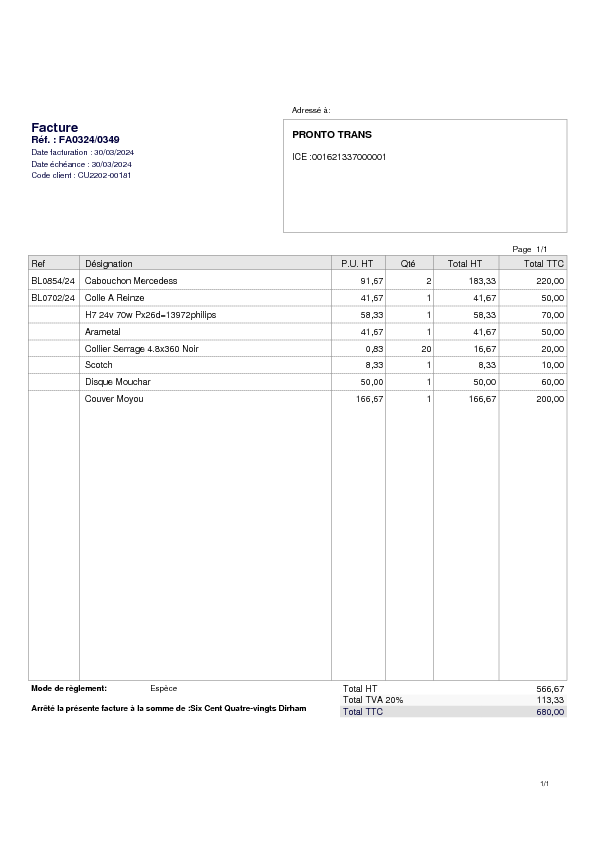 Adressé à:
Facture
Réf. : FA0324/0349
Date facturation : 30/03/2024
Date échéance : 30/03/2024
Code client : CU2202-00181
PRONTO TRANS
ICE :001621337000001
Page 1/1
Ref Désignation P.U. HT Qté Total HT Total TTC
BL0854/24 Cabouchon Mercedess 91,67 2 183,33 220,00
BL0702/24 Colle A Reinze 41,67 1 41,67 50,00
H7 24v 70w Px26d=13972philips 58,33 1 58,33 70,00
Arametal 41,67 1 41,67 50,00
Collier Serrage 4.8x360 Noir 0,83 20 16,67 20,00
Scotch 8,33 1 8,33 10,00
Disque Mouchar 50,00 1 50,00 60,00
Couver Moyou 166,67 1 166,67 200,00
Mode de règlement: Espèce
Arrêté la présente facture à la somme de :Six Cent Quatre-vingts Dirham
Total HT 566,67
Total TVA 20% 113,33
Total TTC 680,00
1/1